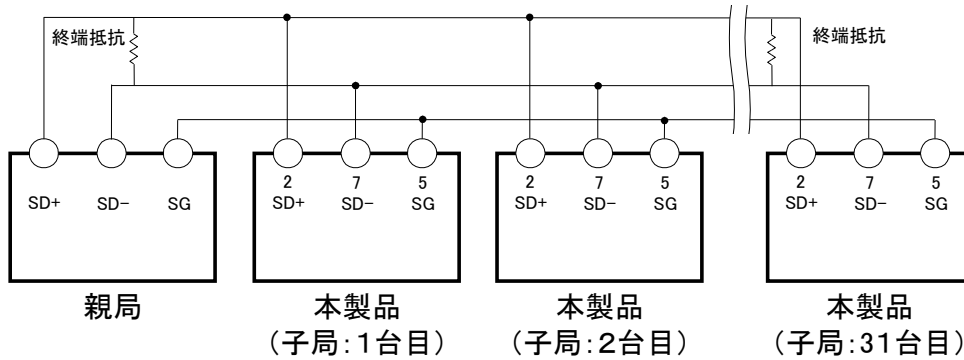 終端抵抗
終端抵抗
SD+ SD- SG
2 7 5
SD+ SD- SG
2 7 5
SD+ SD- SG
2 7 5
SD+ SD- SG
親局
本製品
(子局:1台目)
本製品
(子局:2台目)
本製品
(子局:31台目)